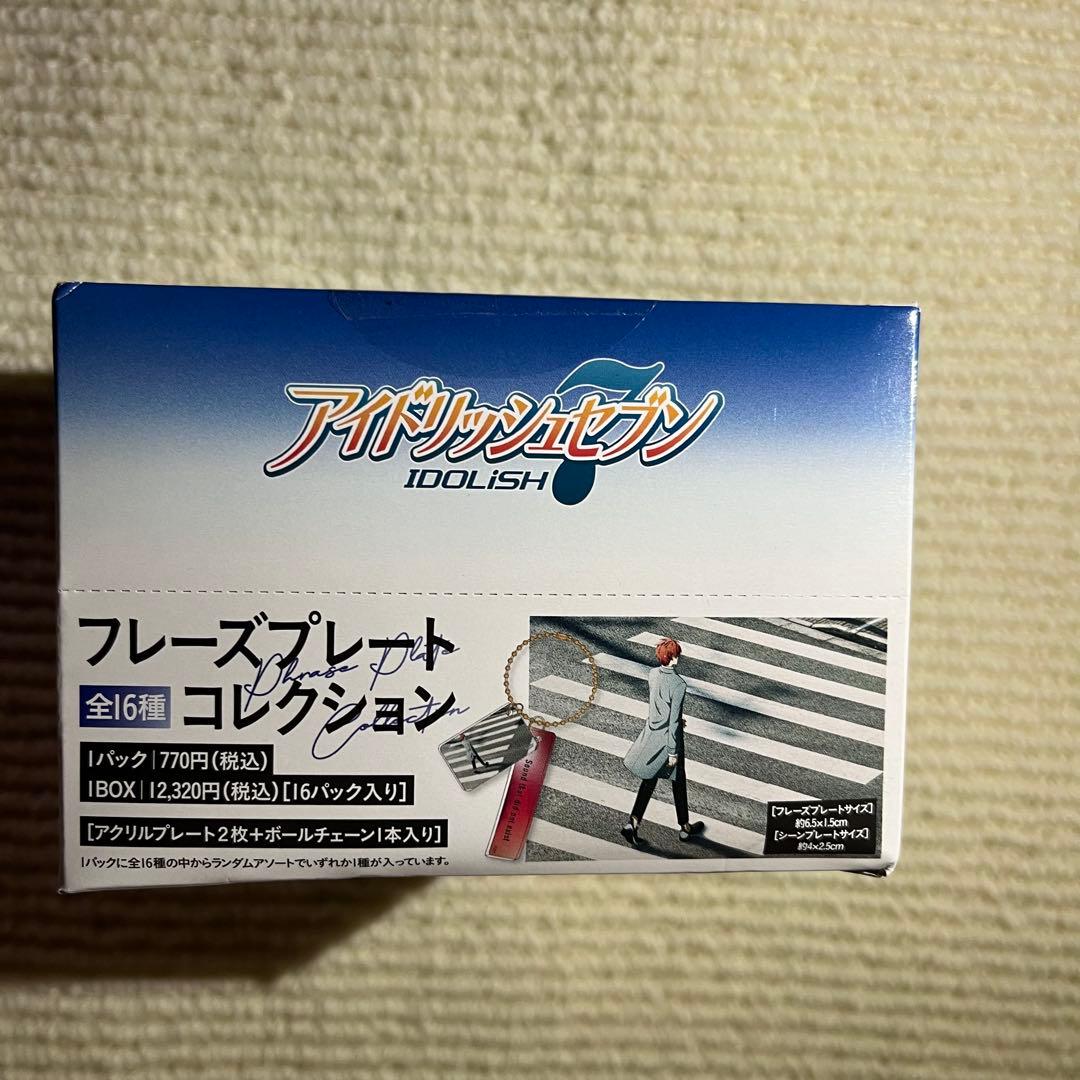 アイドリッシュセブン
IDOLiSH7
フレーズプレート
Phrase Plate
全16種 コレクション
Collection
1パック|770円(税込)
1BOX|12,320円(税込)[16パック入り]
[アクリルプレート2枚+ボールチェーン1本入り]
1パックに全16種の中からランダムアソートでいずれか1種が入っています。
Sound that did not exist
[フレーズプレートサイズ]
約6.5×1.5cm
[シーンプレートサイズ]
約4×2.5cm